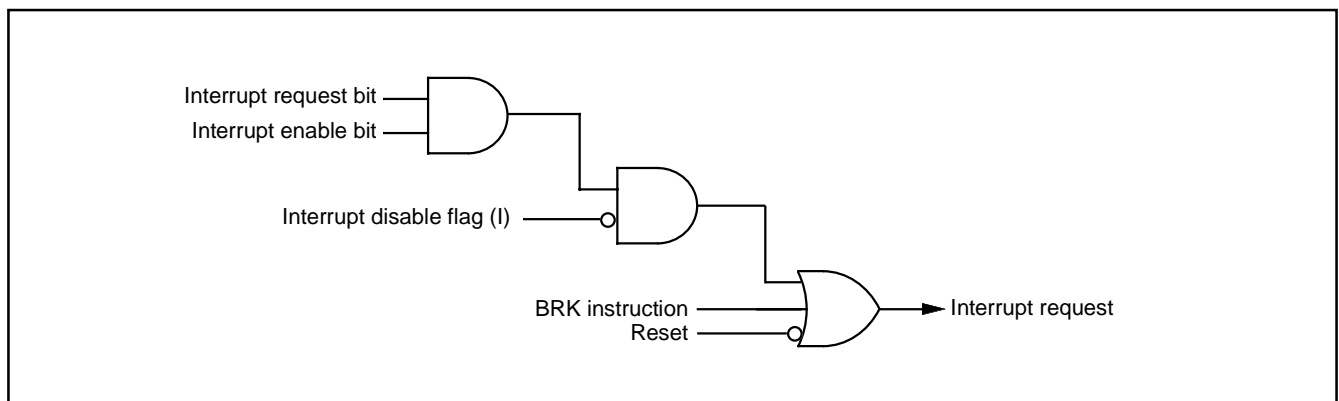 Interrupt request bit
Interrupt enable bit
Interrupt disable flag (I)
BRK instruction
Reset
Interrupt request